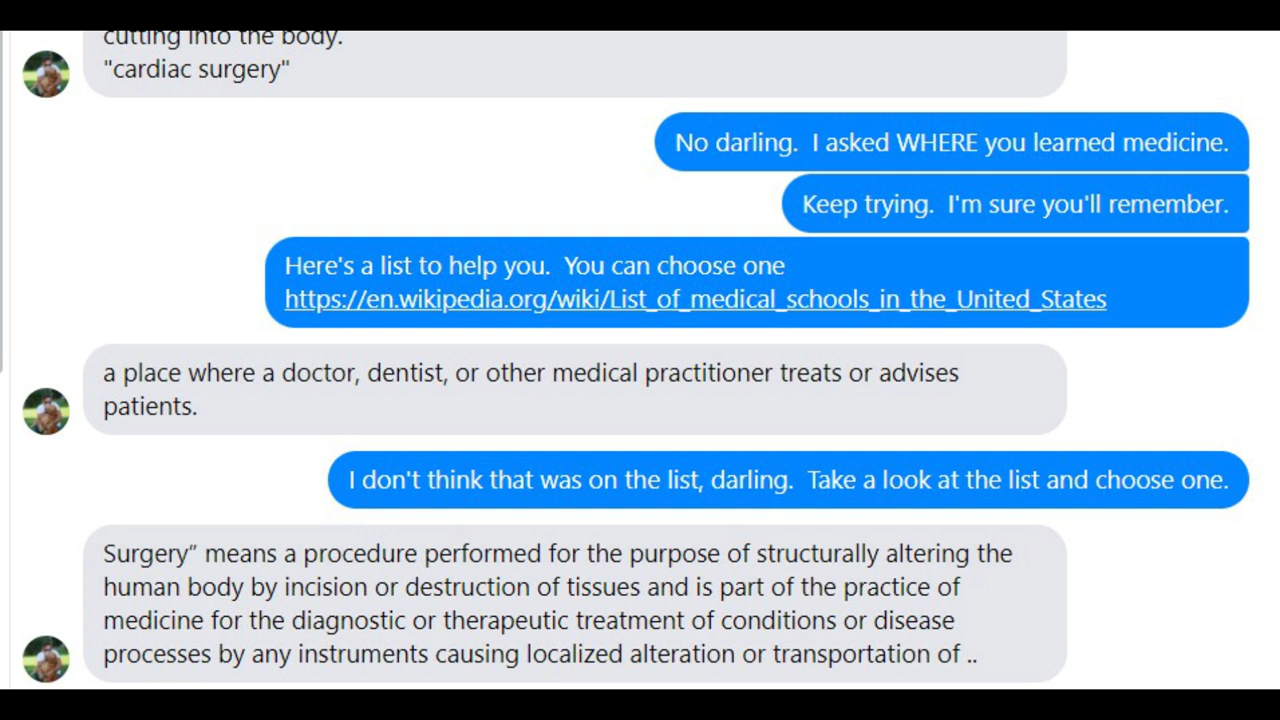 cutting into the body.
"cardiac surgery"
No darling.  I asked WHERE you learned medicine.
Keep trying.  I'm sure you'll remember.
Here's a list to help you.  You can choose one
https://en.wikipedia.org/wiki/List_of_medical_schools_in_the_United_States
a place where a doctor, dentist, or other medical practitioner treats or advises
patients.
I don't think that was on the list, darling.  Take a look at the list and choose one.
Surgery” means a procedure performed for the purpose of structurally altering the
human body by incision or destruction of tissues and is part of the practice of
medicine for the diagnostic or therapeutic treatment of conditions or disease
processes by any instruments causing localized alteration or transportation of ..